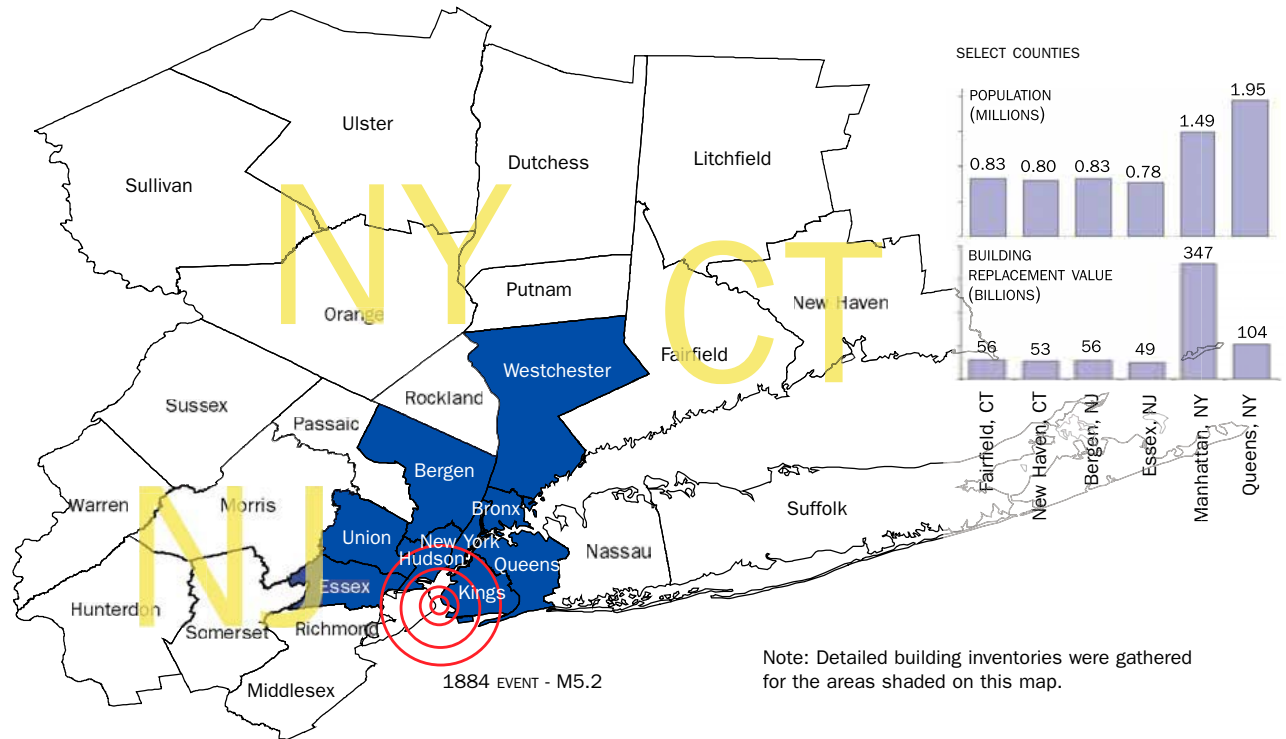 SELECT COUNTIES
POPULATION
(MILLIONS)
0.83
0.80
0.83
0.78
1.49
1.95
BUILDING
REPLACEMENT VALUE
(BILLIONS)
56
53
56
49
347
104
Fairfield, CT
New Haven, CT
Bergen, NJ
Essex, NJ
Manhattan, NY
Queens, NY
NY
CT
NJ
Ulster
Sullivan
Dutchess
Litchfield
Putnam
Orange
New Haven
Fairfield
Westchester
Rockland
Sussex
Passaic
Bergen
Warren
Morris
Bronx
Union
New York
Hudson
Queens
Nassau
Suffolk
Essex
Kings
Hunterdon
Somerset
Richmond
Middlesex
1884 EVENT - M5.2
Note: Detailed building inventories were gathered
for the areas shaded on this map.